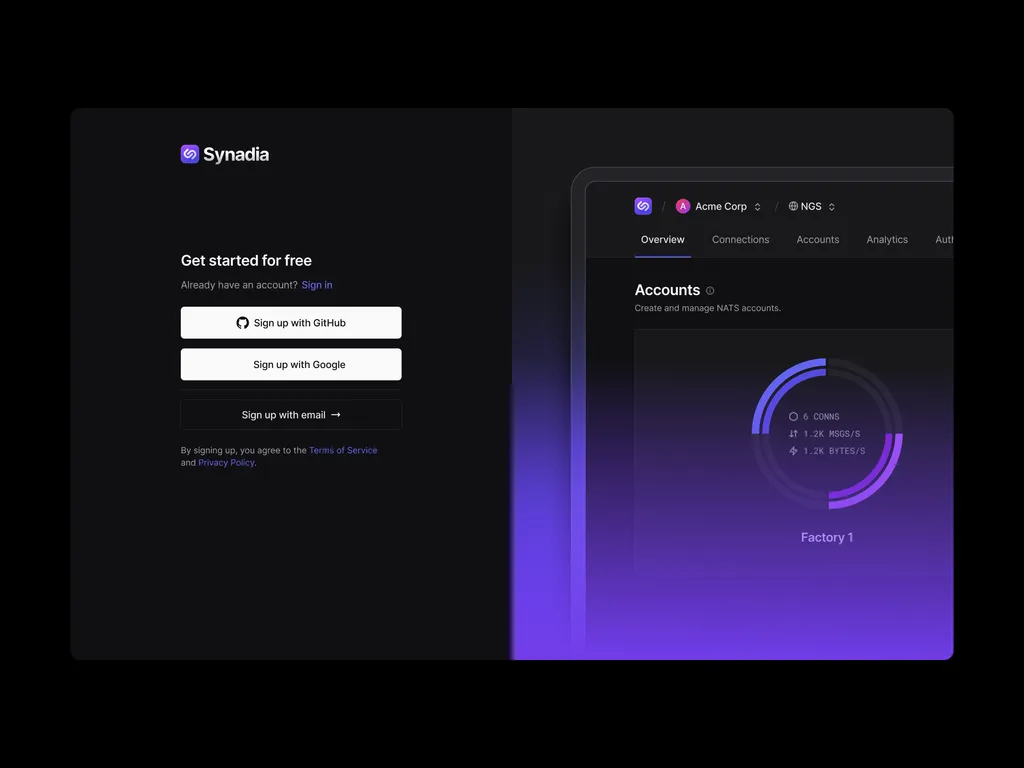 Synadia
Get started for free
Already have an account? Sign in
Sign up with GitHub
Sign up with Google
Sign up with email →
By signing up, you agree to the Terms of Service
and Privacy Policy.
/ A Acme Corp / NGS
Overview Connections Accounts Analytics Auth
Accounts
Create and manage NATS accounts.
6 CONNS
1.2K MSGS/S
1.2K BYTES/S
Factory 1